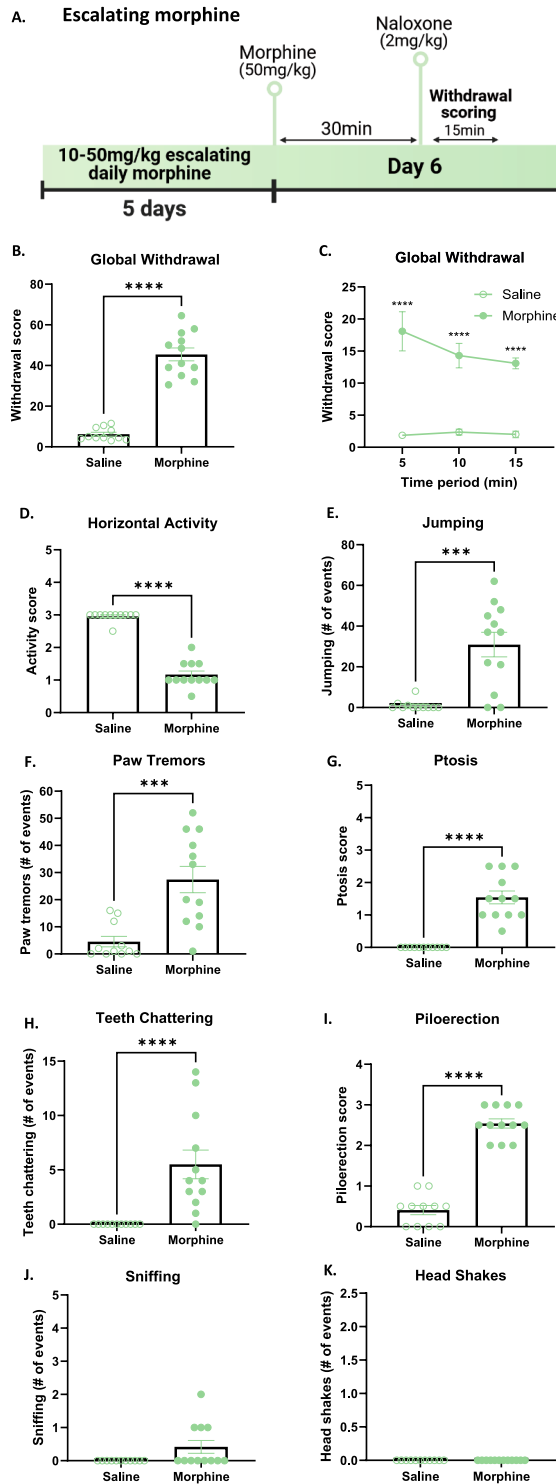 A.
Escalating morphine
Naloxone
(2mg/kg)
Morphine
(50mg/kg)
Withdrawal
scoring
30min
15min
10-50mg/kg escalating
daily morphine
Day 6
5 days
B.
Global Withdrawal
****
Withdrawal score
60
40
20
0
80
Saline
Morphine
C.
Global Withdrawal
Saline
Morphine
****
****
****
Withdrawal score
25
20
15
10
5
0
5
10
15
Time period (min)
D.
Horizontal Activity
****
Activity score
5
4
3
2
1
0
Saline
Morphine
E.
Jumping
***
Jumping (# of events)
80
60
40
20
0
Saline
Morphine
F.
Paw Tremors
***
Paw tremors (# of events)
60
50
40
30
20
10
0
Saline
Morphine
G.
Ptosis
****
Ptosis score
5
4
3
2
1
0
Saline
Morphine
H.
Teeth Chattering
****
Teeth chattering (# of events)
15
10
5
0
Saline
Morphine
I.
Piloerection
****
Piloerection score
4
3
2
1
0
Saline
Morphine
J.
Sniffing
Sniffing (# of events)
5
4
3
2
1
0
Saline
Morphine
K.
Head Shakes
Head shakes (# of events)
2.5
2.0
1.5
1.0
0.5
0.0
Saline
Morphine